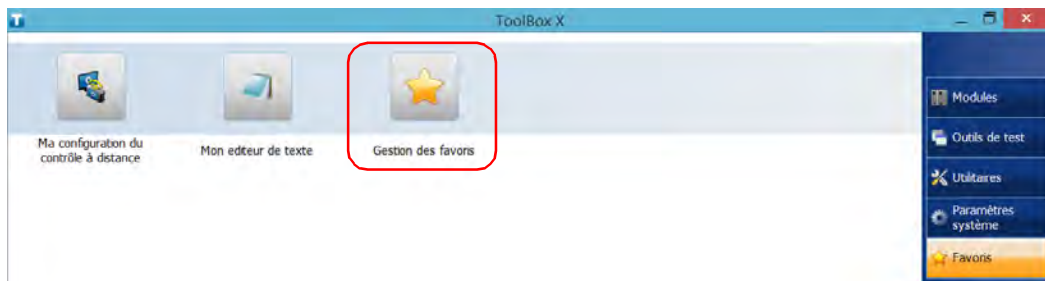 ToolBox X
Ma configuration du
contrôle à distance
Mon editeur de texte
Gestion des favoris
Modules
Outils de test
Utilitaires
Paramètres
système
Favoris